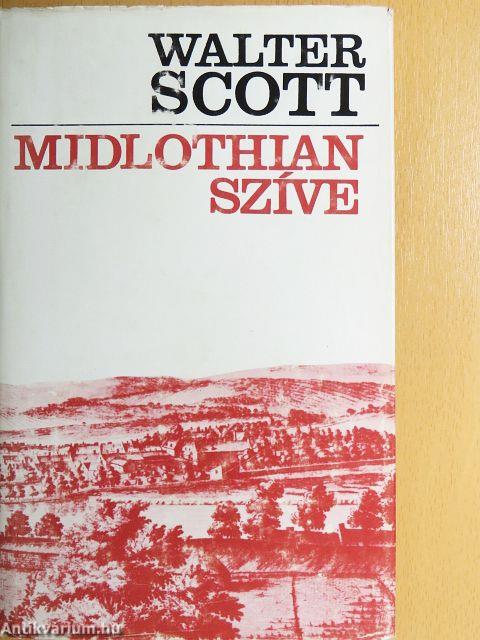 WALTER
SCOTT
MIDLOTHIAN
SZÍVE
Antikvarium.hu